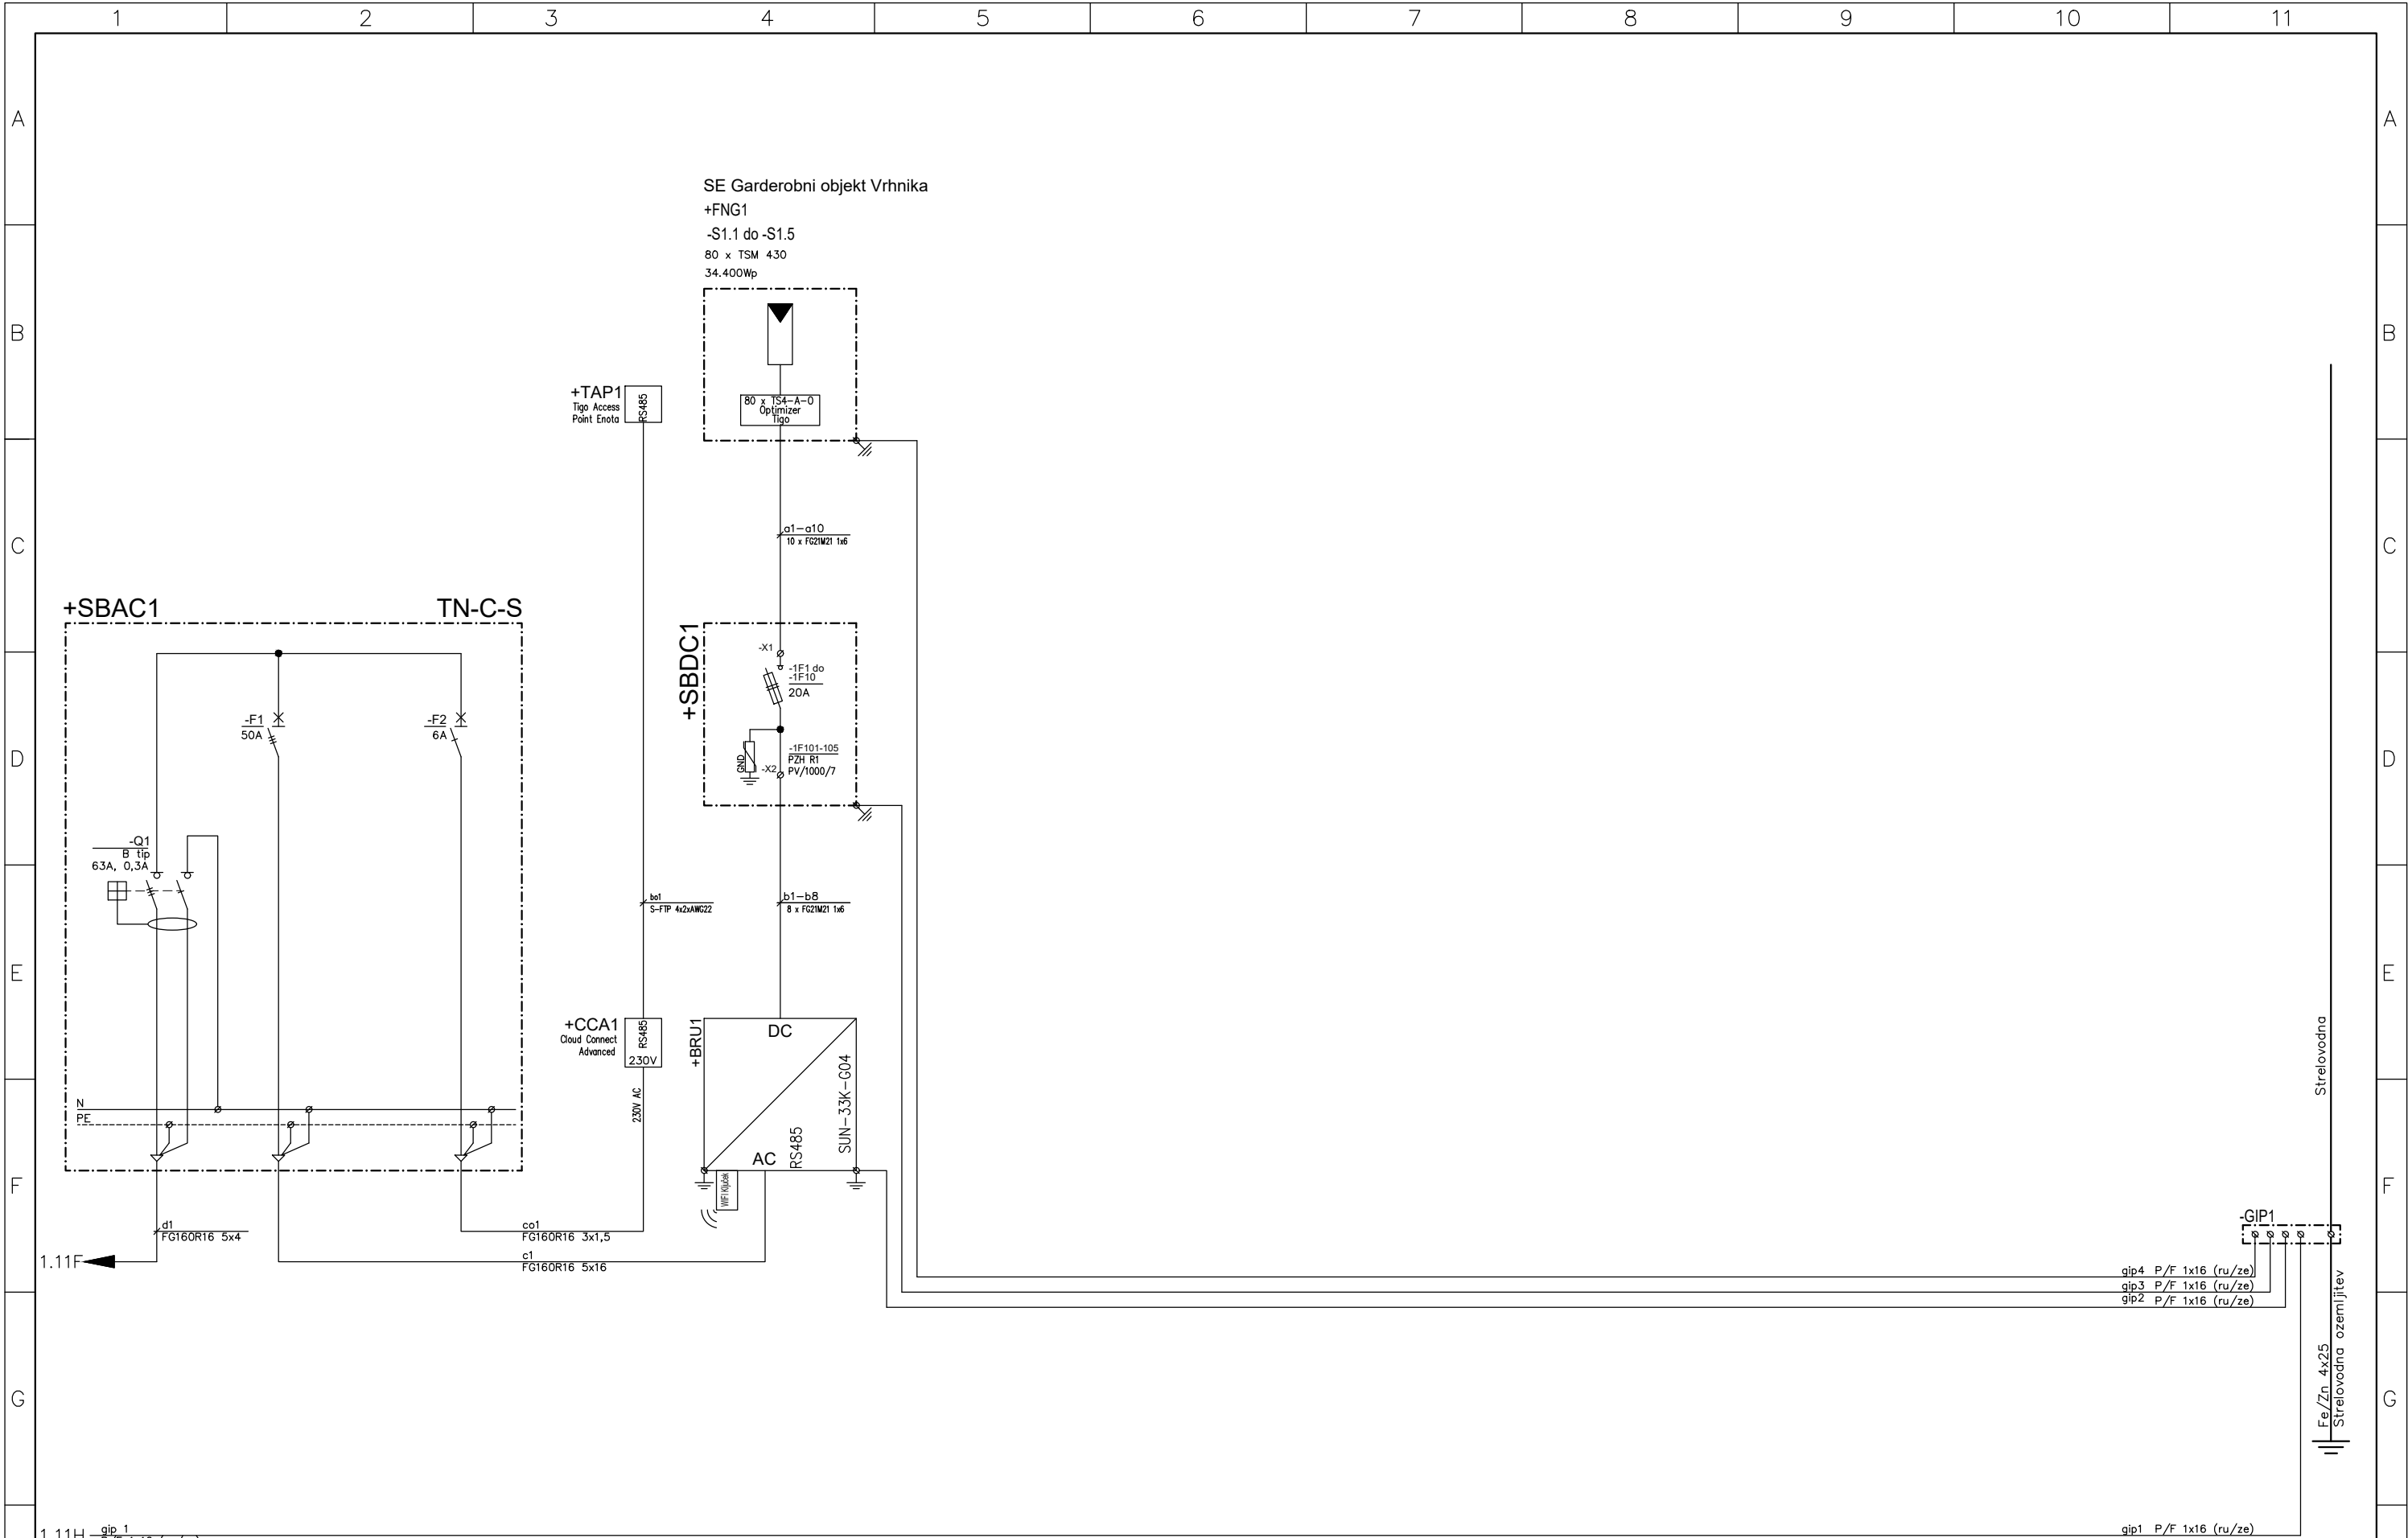 1 2 3 4 5 6 7 8 9 10 11
A A
SE Garderobni objekt Vrhnika
+FNG1
-S1.1 do -S1.5
80 x TSM 430
34.400Wp
B B
+TAP1
Tigo Access
Point Enota
RS485
80 x TS4-A-O
Optimizer
Tigo
a1-a10
10 x FG21M21 1x6
C C
+SBAC1 TN-C-S
+SBDC1
-X1
-1F1 do
-1F10
20A
-F1
50A
-F2
6A
-1F101-105
PZH R1
PV/1000/7
GND
-X2
D D
-Q1
B tip
63A, 0,3A
bo1
S-FTP 4x2xAWG22
b1-b8
8 x FG21M21 1x6
E E
+CCA1
Cloud Connect
Advanced
RS485
230V
230V AC
+BRU1
DC
SUN-33K-G04
RS485
AC
WIFI Ključek
Strelovodna
N
PE
F F
d1
FG16OR16 5x4
co1
FG16OR16 3x1,5
c1
FG16OR16 5x16
1.11F
-GIP1
gip4 P/F 1x16 (ru/ze)
gip3 P/F 1x16 (ru/ze)
gip2 P/F 1x16 (ru/ze)
Fe/Zn 4x25
Strelovodna ozemljitev
G G
1.11H
gip 1
gip1 P/F 1x16 (ru/ze)